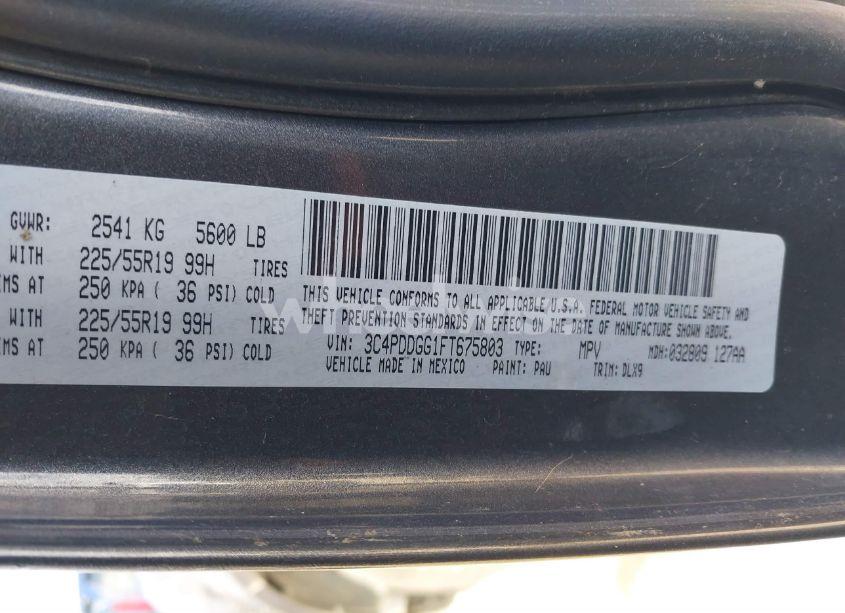 GVWR: 2541 KG 5600 LB
WITH 225/55R19 99H TIRES
IMS AT 250 KPA ( 36 PSI) COLD
WITH 225/55R19 99H TIRES
IMS AT 250 KPA ( 36 PSI) COLD
THIS VEHICLE CONFORMS TO ALL APPLICABLE U.S.A. FEDERAL MOTOR VEHICLE SAFETY AND
THEFT PREVENTION STANDARDS IN EFFECT ON THE DATE OF MANUFACTURE SHOWN ABOVE.
VIN: 3C4PDDGG1FT675803 TYPE: MPV MDH: 032809 127AA
VEHICLE MADE IN MEXICO PAINT: PAU TRIM: DLX9